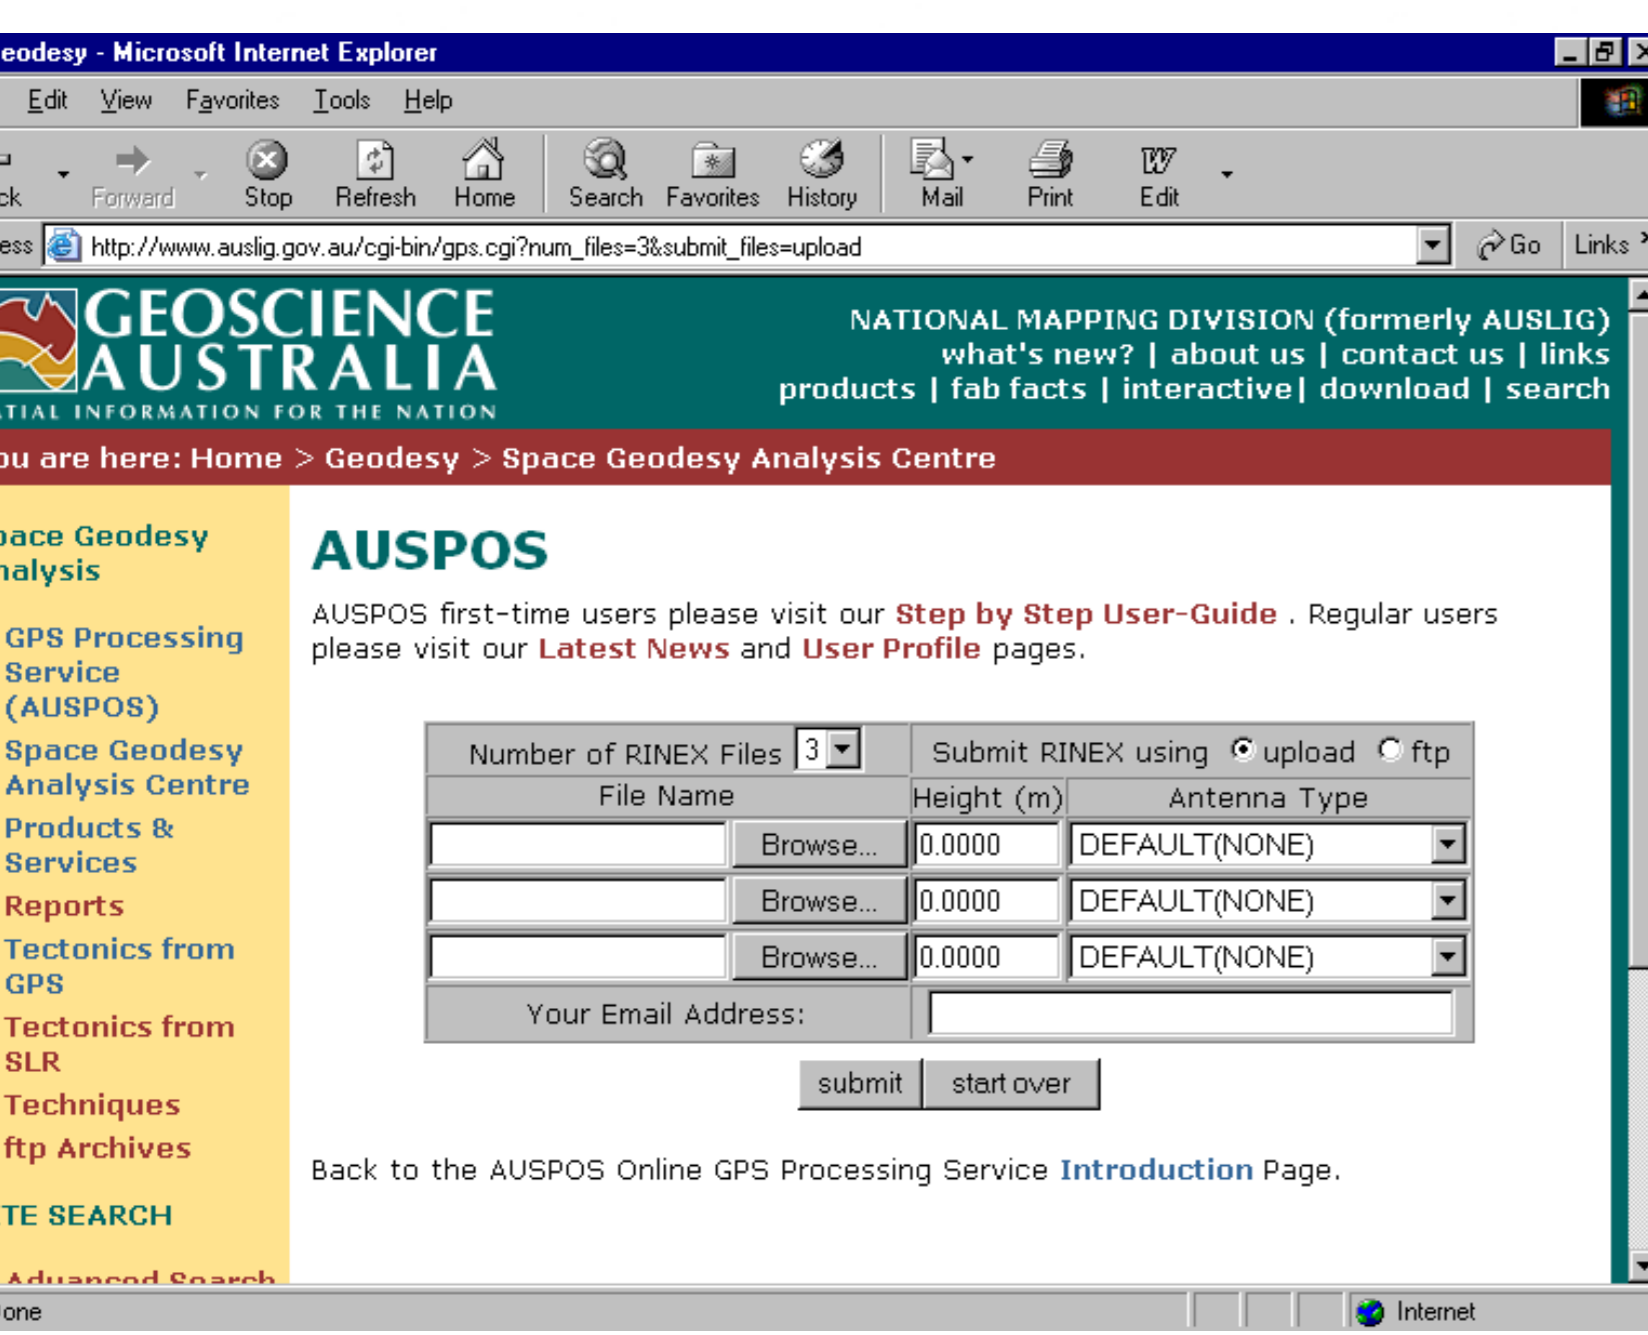 eodesy - Microsoft Internet Explorer
Edit View Favorites Tools Help
ck Forward Stop Refresh Home Search Favorites History Mail Print Edit
ess http://www.auslig.gov.au/cgi-bin/gps.cgi?num_files=3&submit_files=upload Go Links
GEOSCIENCE
AUSTRALIA
ATIAL INFORMATION FOR THE NATION
NATIONAL MAPPING DIVISION (formerly AUSLIG)
what's new? | about us | contact us | links
products | fab facts | interactive| download | search
ou are here: Home > Geodesy > Space Geodesy Analysis Centre
pace Geodesy
nalysis
GPS Processing
Service
(AUSPOS)
Space Geodesy
Analysis Centre
Products &
Services
Reports
Tectonics from
GPS
Tectonics from
SLR
Techniques
ftp Archives
TE SEARCH
Advanced Search
AUSPOS
AUSPOS first-time users please visit our Step by Step User-Guide . Regular users
please visit our Latest News and User Profile pages.
Number of RINEX Files 3 Submit RINEX using upload ftp
File Name Height (m) Antenna Type
Browse... 0.0000 DEFAULT(NONE)
Browse... 0.0000 DEFAULT(NONE)
Browse... 0.0000 DEFAULT(NONE)
Your Email Address:
submit start over
Back to the AUSPOS Online GPS Processing Service Introduction Page.
one Internet